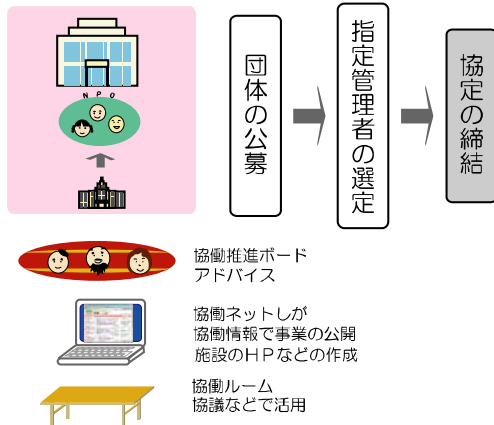 NPO
団体の公募
指定管理者の選定
協定の締結
協働推進ボード
アドバイス
協働ネットしが
協働情報で事業の公開
施設のHPなどの作成
協働ルーム
協議などで活用